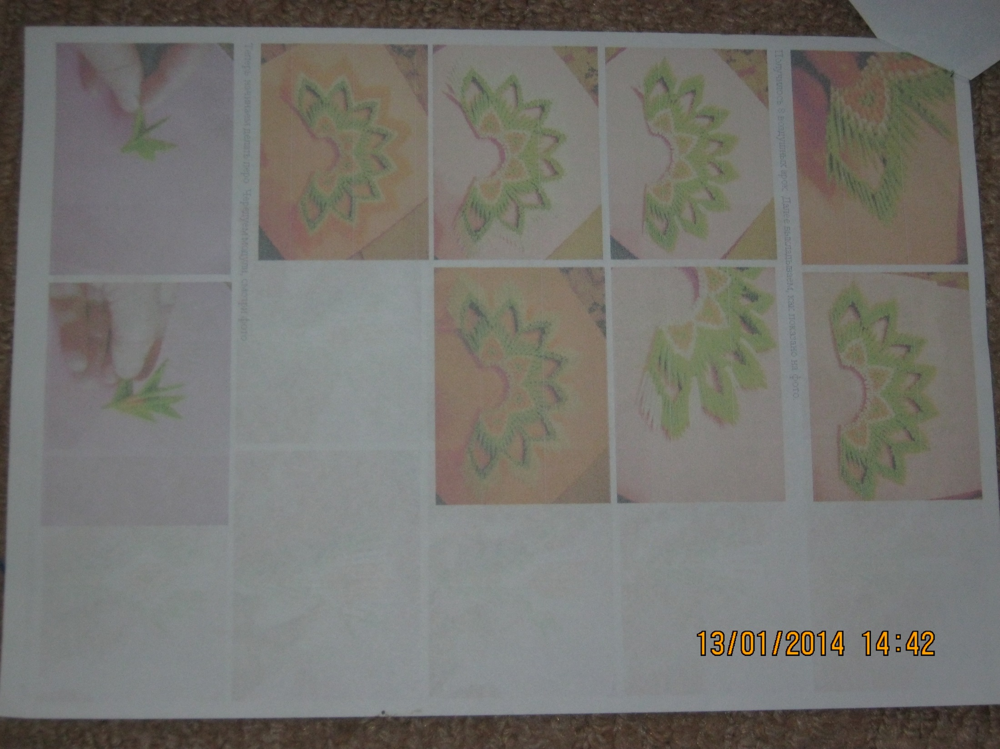 Получилось 8 воздушных арок. Далее выкладываем, как показано на фото.
Теперь начинаем делать перо. Чередуем модули, смотри фото
13/01/2014 14:42